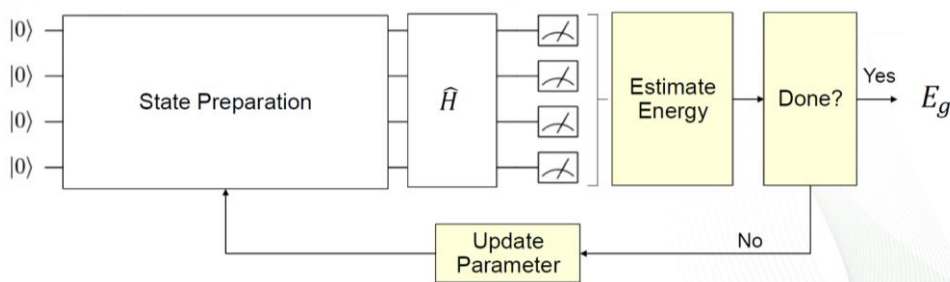 |0⟩
|0⟩
|0⟩
|0⟩
State Preparation
Ĥ
Estimate
Energy
Done?
Yes
E_g
No
Update
Parameter